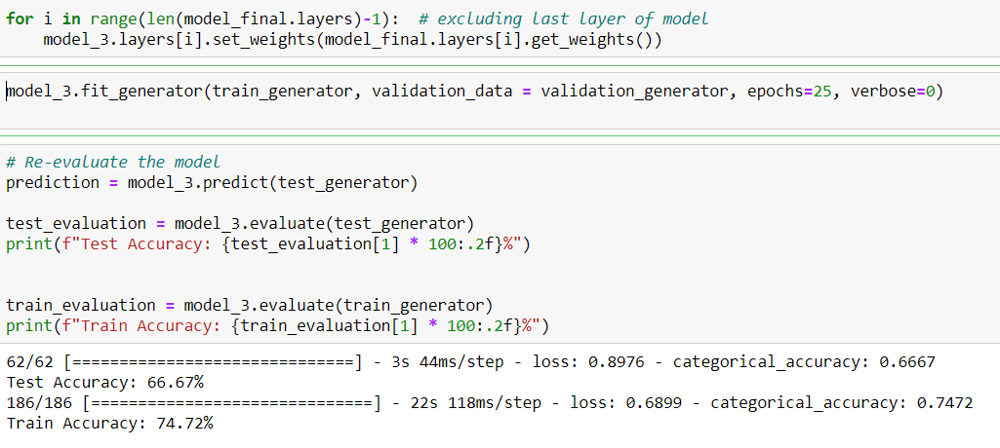 for i in range(len(model_final.layers)-1):  # excluding last layer of model
    model_3.layers[i].set_weights(model_final.layers[i].get_weights())
model_3.fit_generator(train_generator, validation_data = validation_generator, epochs=25, verbose=0)
# Re-evaluate the model
prediction = model_3.predict(test_generator)
test_evaluation = model_3.evaluate(test_generator)
print(f"Test Accuracy: {test_evaluation[1] * 100:.2f}%")
train_evaluation = model_3.evaluate(train_generator)
print(f"Train Accuracy: {train_evaluation[1] * 100:.2f}%")
62/62 [==============================] - 3s 44ms/step - loss: 0.8976 - categorical_accuracy: 0.6667
Test Accuracy: 66.67%
186/186 [==============================] - 22s 118ms/step - loss: 0.6899 - categorical_accuracy: 0.7472
Train Accuracy: 74.72%